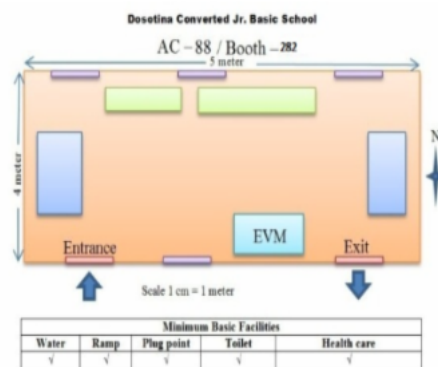 Dosotina Converted Jr. Basic School
AC – 88 / Booth – 282
5 meter
4 meter
N
EVM
Entrance
Exit
Scale 1 cm = 1 meter
Minimum Basic Facilities
Water Ramp Plug point Toilet Health care
√ √ √ √ √